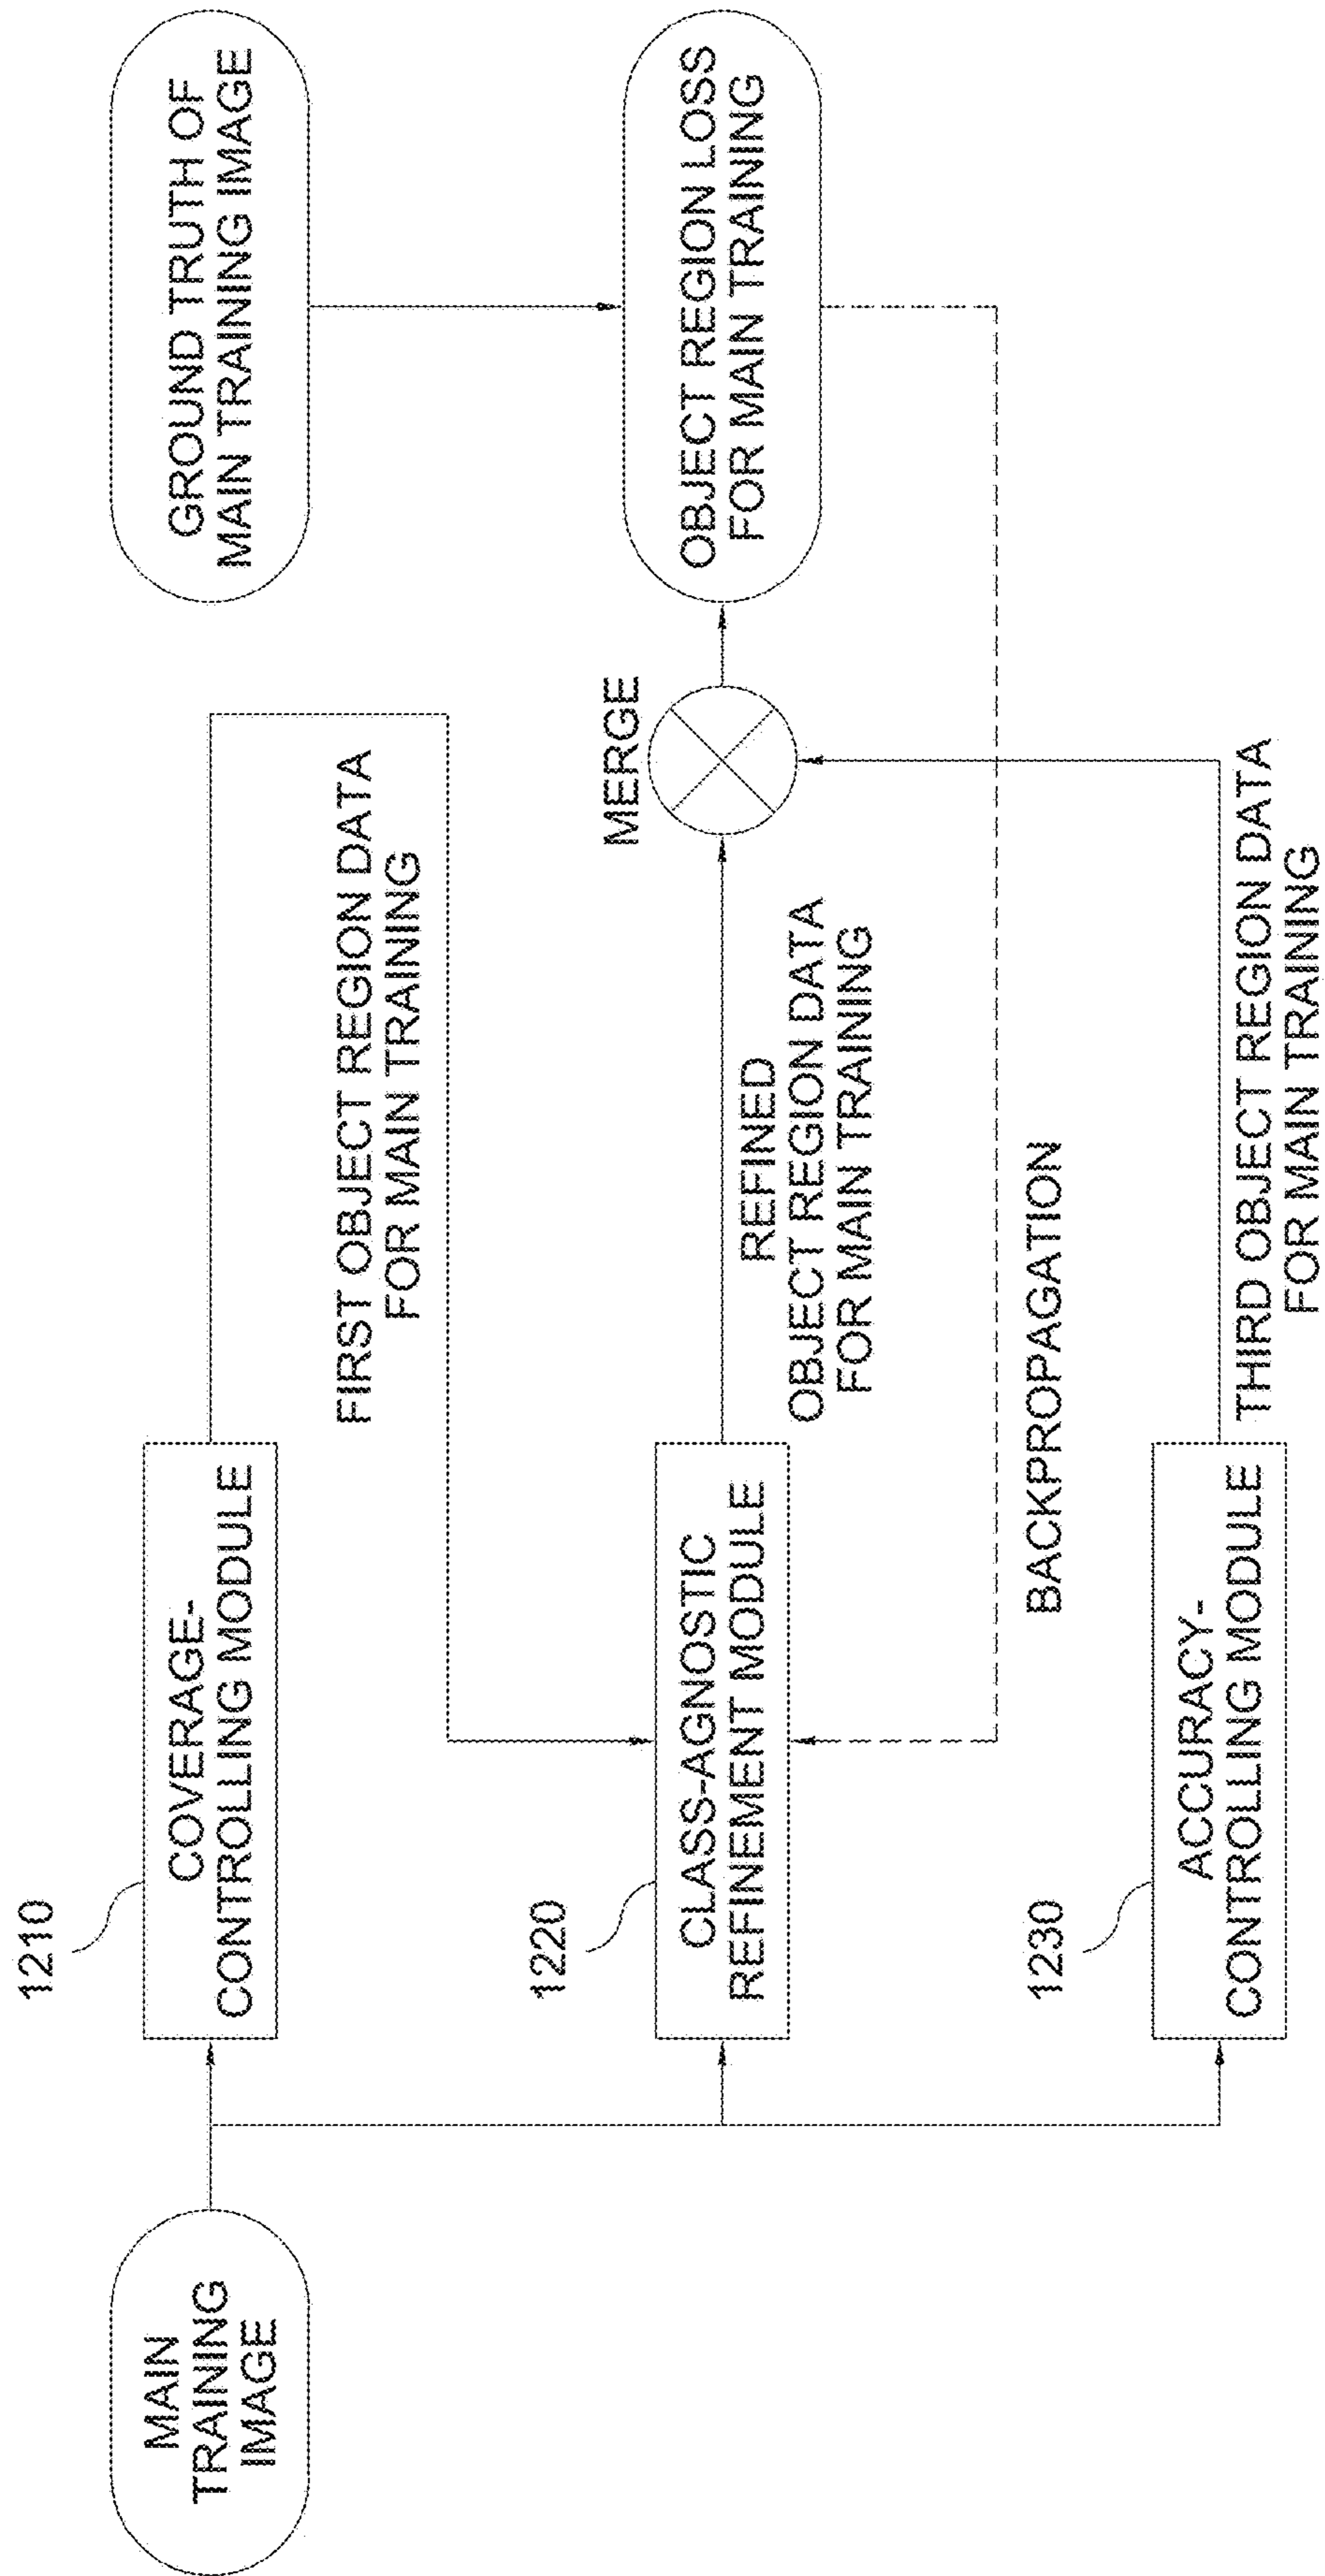 MAIN
TRAINING
IMAGE
1210
COVERAGE-
CONTROLLING MODULE
FIRST OBJECT REGION DATA
FOR MAIN TRAINING
GROUND TRUTH OF
MAIN TRAINING IMAGE
1220
CLASS-AGNOSTIC
REFINEMENT MODULE
REFINED
OBJECT REGION DATA
FOR MAIN TRAINING
MERGE
OBJECT REGION LOSS
FOR MAIN TRAINING
BACKPROPAGATION
1230
ACCURACY-
CONTROLLING MODULE
THIRD OBJECT REGION DATA
FOR MAIN TRAINING